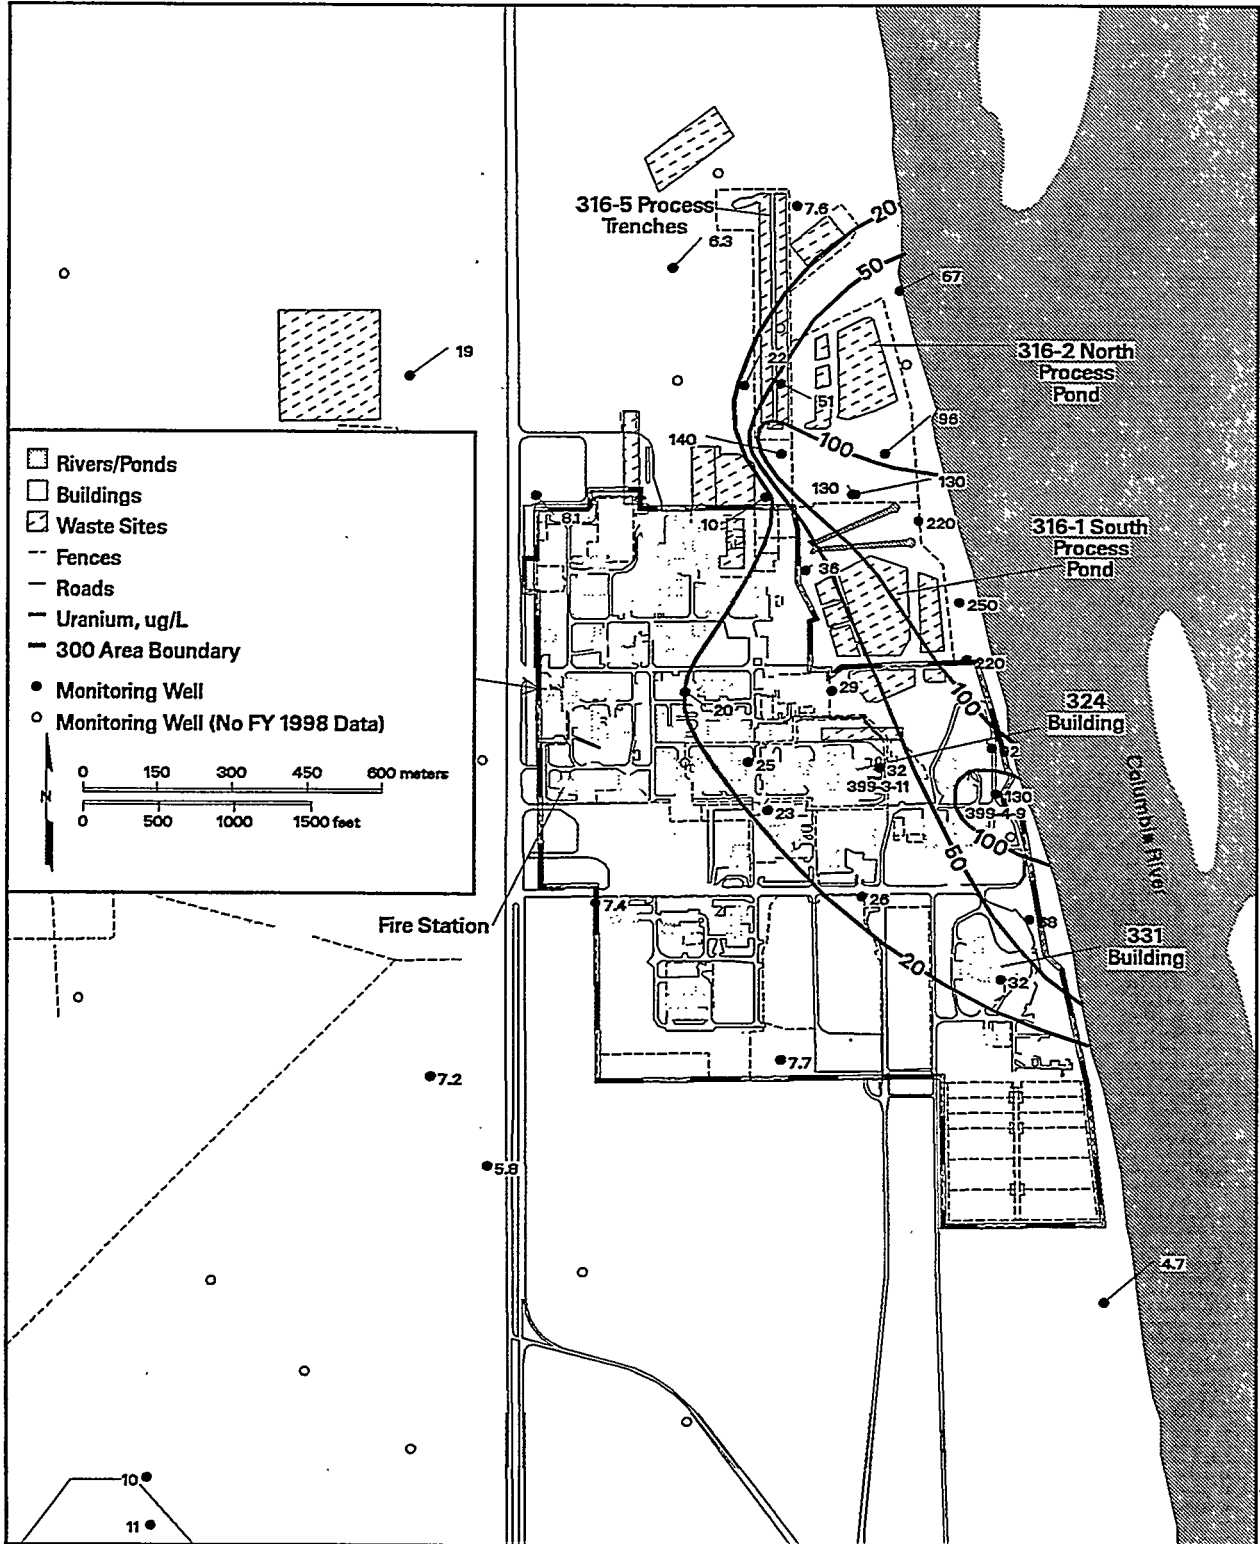 316-5 Process
Trenches
7.6
20
6.3
50
67
19
22
316-2 North
Process
Pond
51
96
100
140
130
130
10
220
8.1
36
316-1 South
Process
Pond
250
220
29
100
324
Building
20
25
32
399-3-11
130
399-4-9
23
100
50
Columbia River
26
7.4
Fire Station
331
Building
20
32
7.7
7.2
5.8
4.7
10
11
Rivers/Ponds
Buildings
Waste Sites
Fences
Roads
Uranium, ug/L
300 Area Boundary
Monitoring Well
Monitoring Well (No FY 1998 Data)
N
0 150 300 450 600 meters
0 500 1000 1500 feet